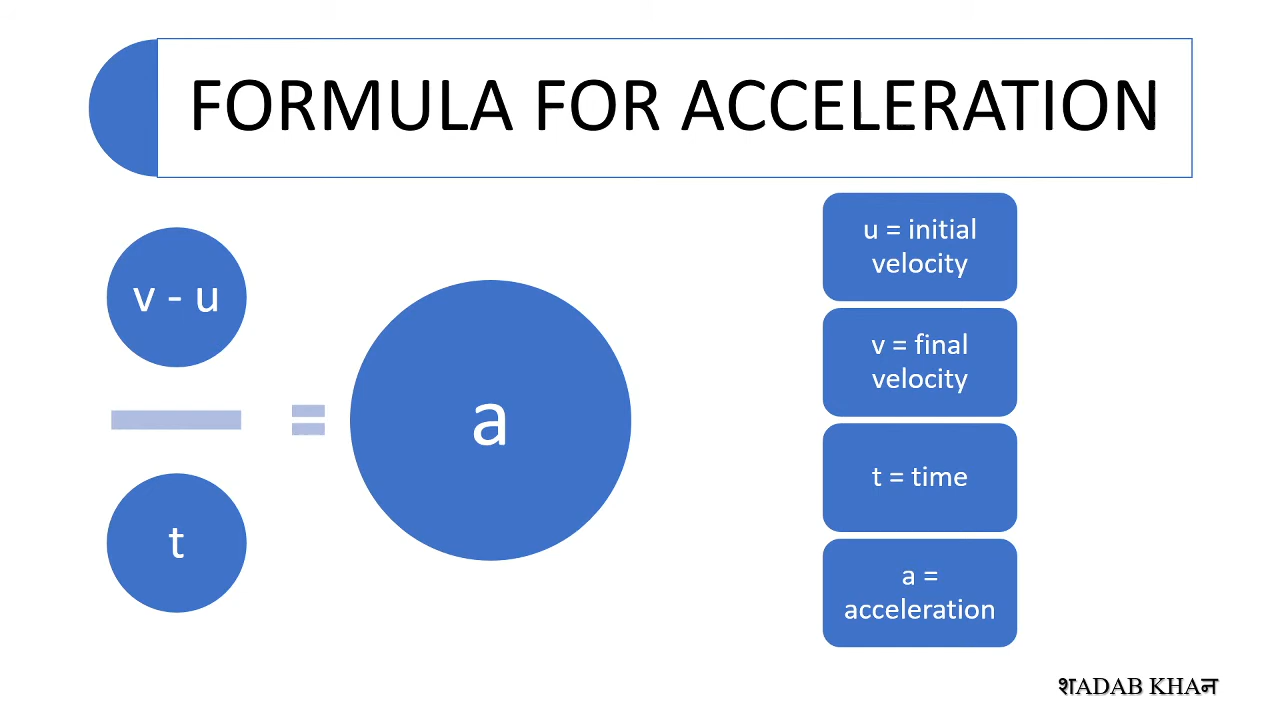 FORMULA FOR ACCELERATION
v - u
t
=
a
u = initial
velocity
v = final
velocity
t = time
a =
acceleration
शADAB KHAन